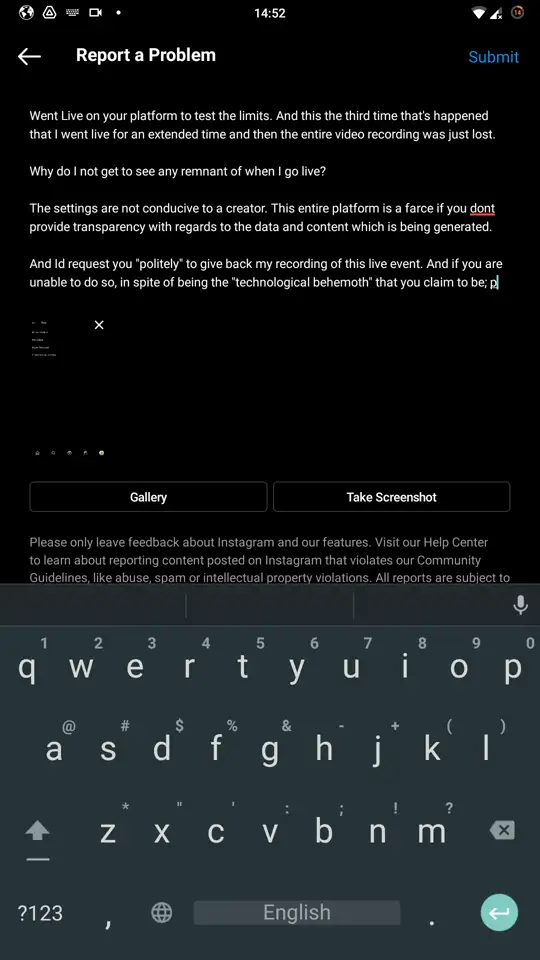 14:52
14
Report a Problem
Submit
Went Live on your platform to test the limits. And this the third time that's happened
that I went live for an extended time and then the entire video recording was just lost.
Why do I not get to see any remnant of when I go live?
The settings are not conducive to a creator. This entire platform is a farce if you dont
provide transparency with regards to the data and content which is being generated.
And Id request you "politely" to give back my recording of this live event. And if you are
unable to do so, in spite of being the "technological behemoth" that you claim to be; p
Gallery
Take Screenshot
Please only leave feedback about Instagram and our features. Visit our Help Center
to learn about reporting content posted on Instagram that violates our Community
Guidelines, like abuse, spam or intellectual property violations. All reports are subject to
1 2 3 4 5 6 7 8 9 0
q w e r t y u i o p
@ # $ % & - + ( )
a s d f g h j k l
* " ' : ; ! ?
z x c v b n m
?123 , English .